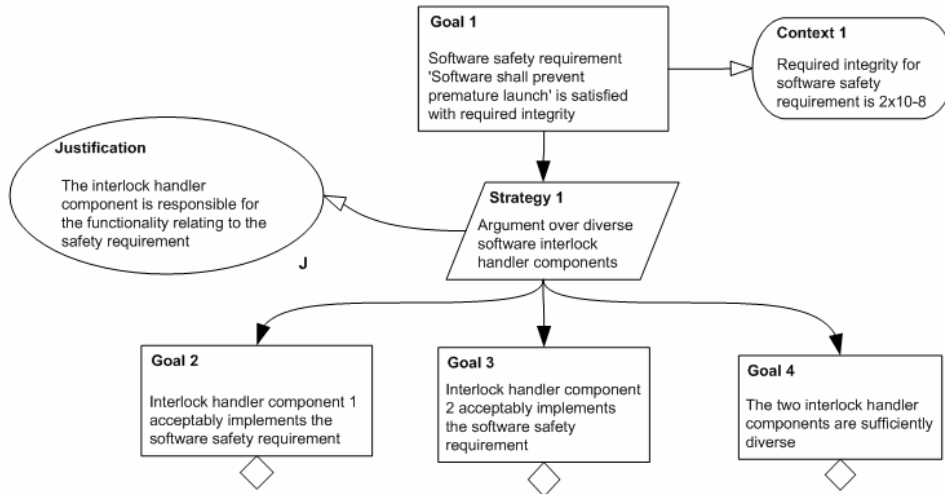 Goal 1
Software safety requirement
'Software shall prevent
premature launch' is satisfied
with required integrity
Context 1
Required integrity for
software safety
requirement is 2x10-8
Justification
The interlock handler
component is responsible for
the functionality relating to the
safety requirement
J
Strategy 1
Argument over diverse
software interlock
handler components
Goal 2
Interlock handler component 1
acceptably implements the
software safety requirement
Goal 3
Interlock handler component
2 acceptably implements
the software safety
requirement
Goal 4
The two interlock handler
components are sufficiently
diverse